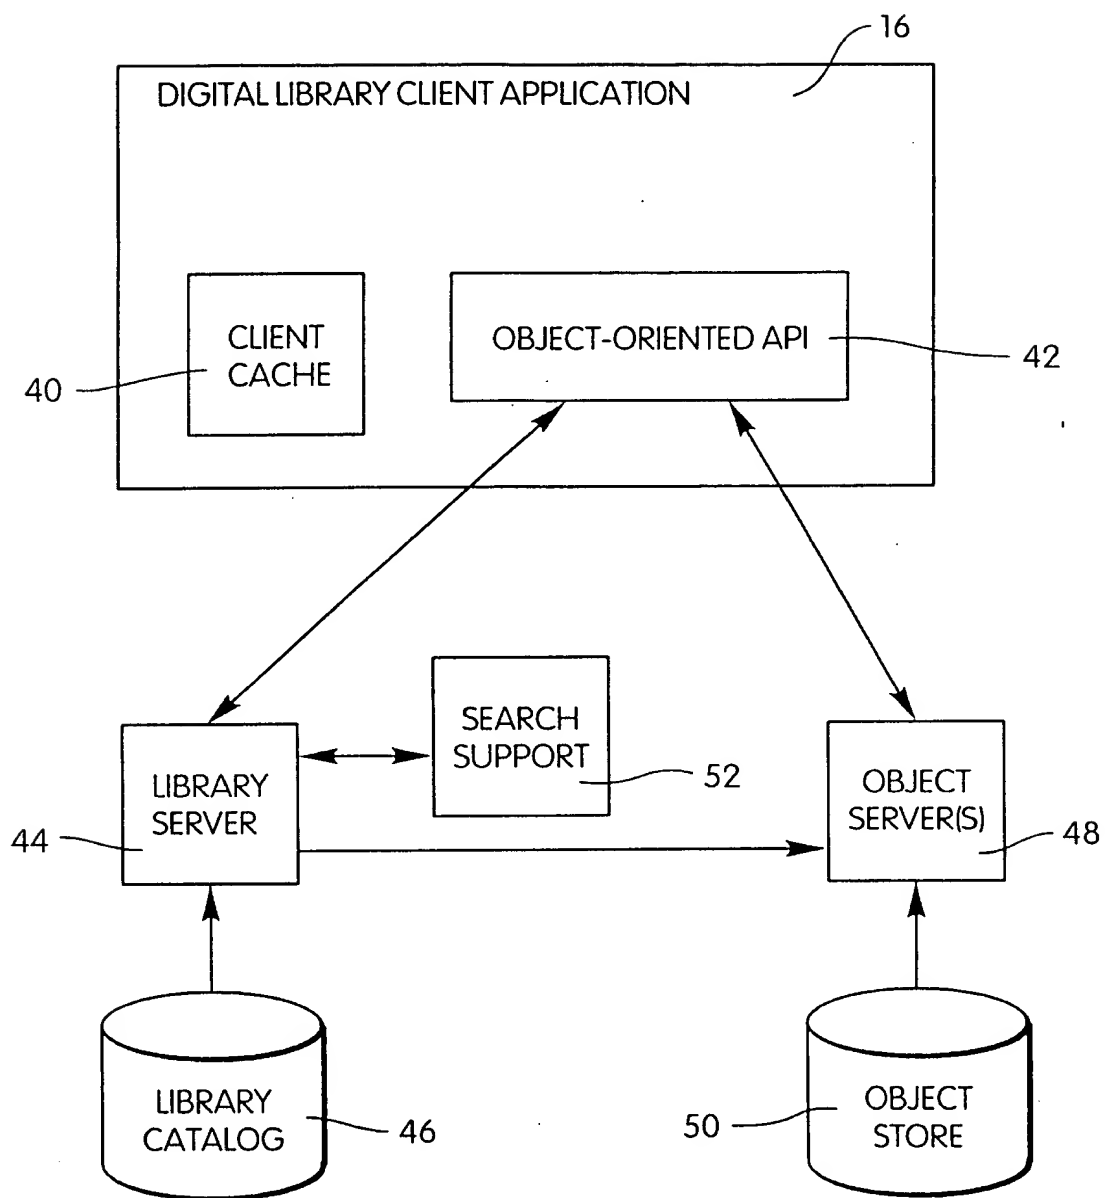 16
DIGITAL LIBRARY CLIENT APPLICATION
CLIENT
CACHE
40
OBJECT-ORIENTED API
42
SEARCH
SUPPORT
52
LIBRARY
SERVER
44
OBJECT
SERVER(S)
48
LIBRARY
CATALOG
46
OBJECT
STORE
50